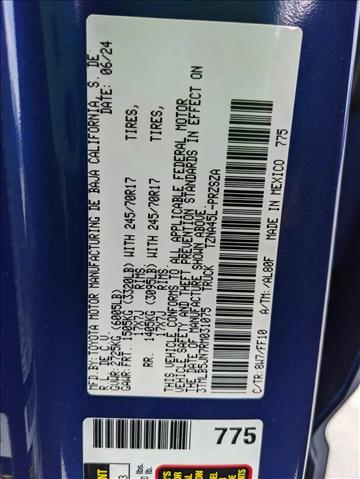 MFD. BY:TOYOTA MOTOR MANUFACTURING DE BAJA CALIFORNIA, S. DE
R. L. DE C.V. DATE: 06/24
GVWR: 2725KG (6005LB)
GAWR: FRT. 1505KG (3320LB) WITH 245/70R17 TIRES,
17X7J RIMS,
RR. 1405KG (3095LB) WITH 245/70R17 TIRES,
17X7J RIMS,
THIS VEHICLE CONFORMS TO ALL APPLICABLE FEDERAL MOTOR
VEHICLE SAFETY AND THEFT PREVENTION STANDARDS IN EFFECT ON
THE DATE OF MANUFACTURE SHOWN ABOVE.
3TMLB5JN7RM031075 TRUCK TZNA45L-PRZSZA
C/TR: 8W7/FF10 A/TM: /AL80F MADE IN MEXICO 775
775